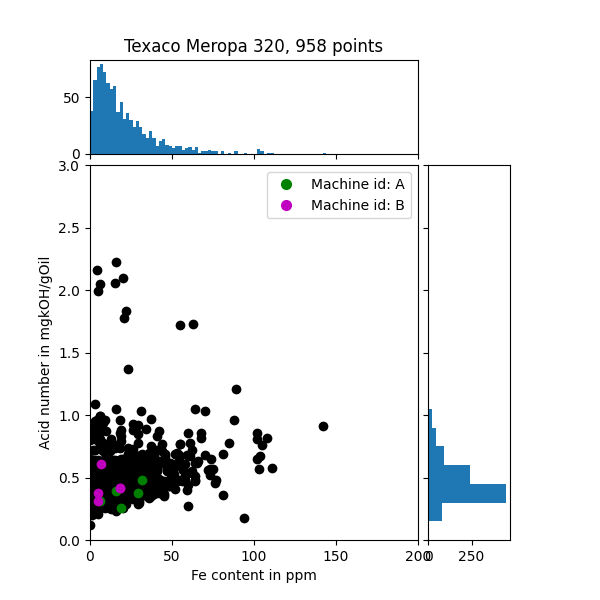 Texaco Meropa 320, 958 points
50
0
3.0
2.5
2.0
1.5
1.0
0.5
0.0
Acid number in mgkOH/gOil
Machine id: A
Machine id: B
0 50 100 150 200
0 250
Fe content in ppm